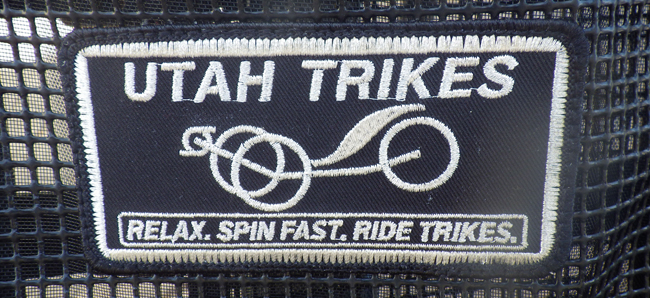 UTAH TRIKES
RELAX. SPIN FAST. RIDE TRIKES.